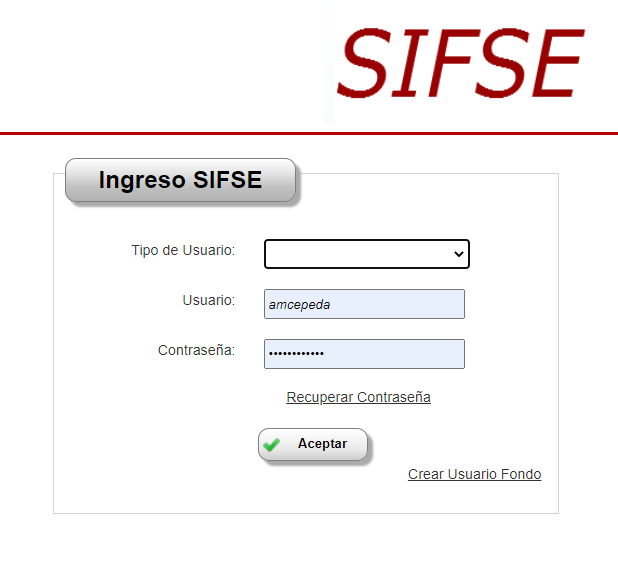 SIFSE
Ingreso SIFSE
Tipo de Usuario:
Usuario: amcepeda
Contraseña: ••••••••••••
Recuperar Contraseña
Aceptar
Crear Usuario Fondo